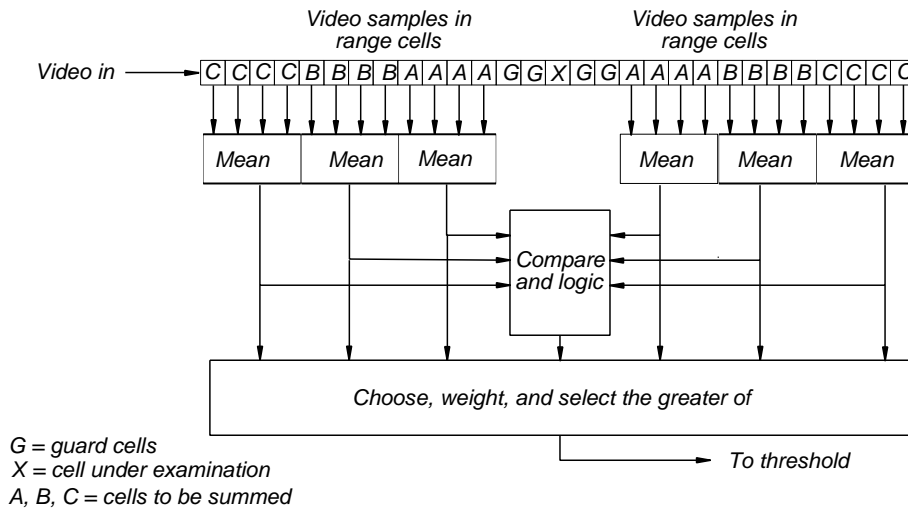 Video samples in
range cells
Video samples in
range cells
Video in
C C C C B B B B A A A A G G X G G A A A A B B B B C C C C
Mean Mean Mean Mean Mean Mean
Compare
and logic
Choose, weight, and select the greater of
G = guard cells
X = cell under examination
A, B, C = cells to be summed
To threshold